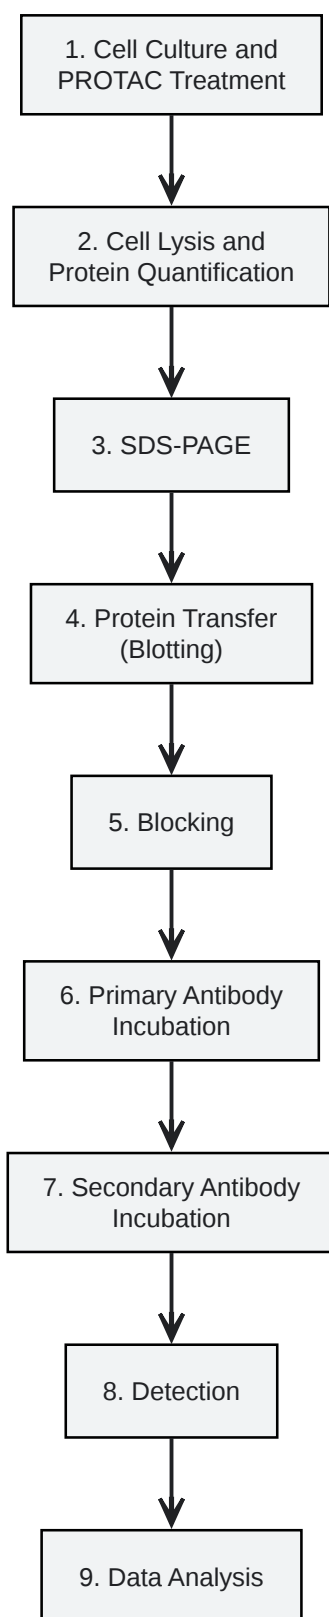 1. Cell Culture and
PROTAC Treatment
2. Cell Lysis and
Protein Quantification
3. SDS-PAGE
4. Protein Transfer
(Blotting)
5. Blocking
6. Primary Antibody
Incubation
7. Secondary Antibody
Incubation
8. Detection
9. Data Analysis